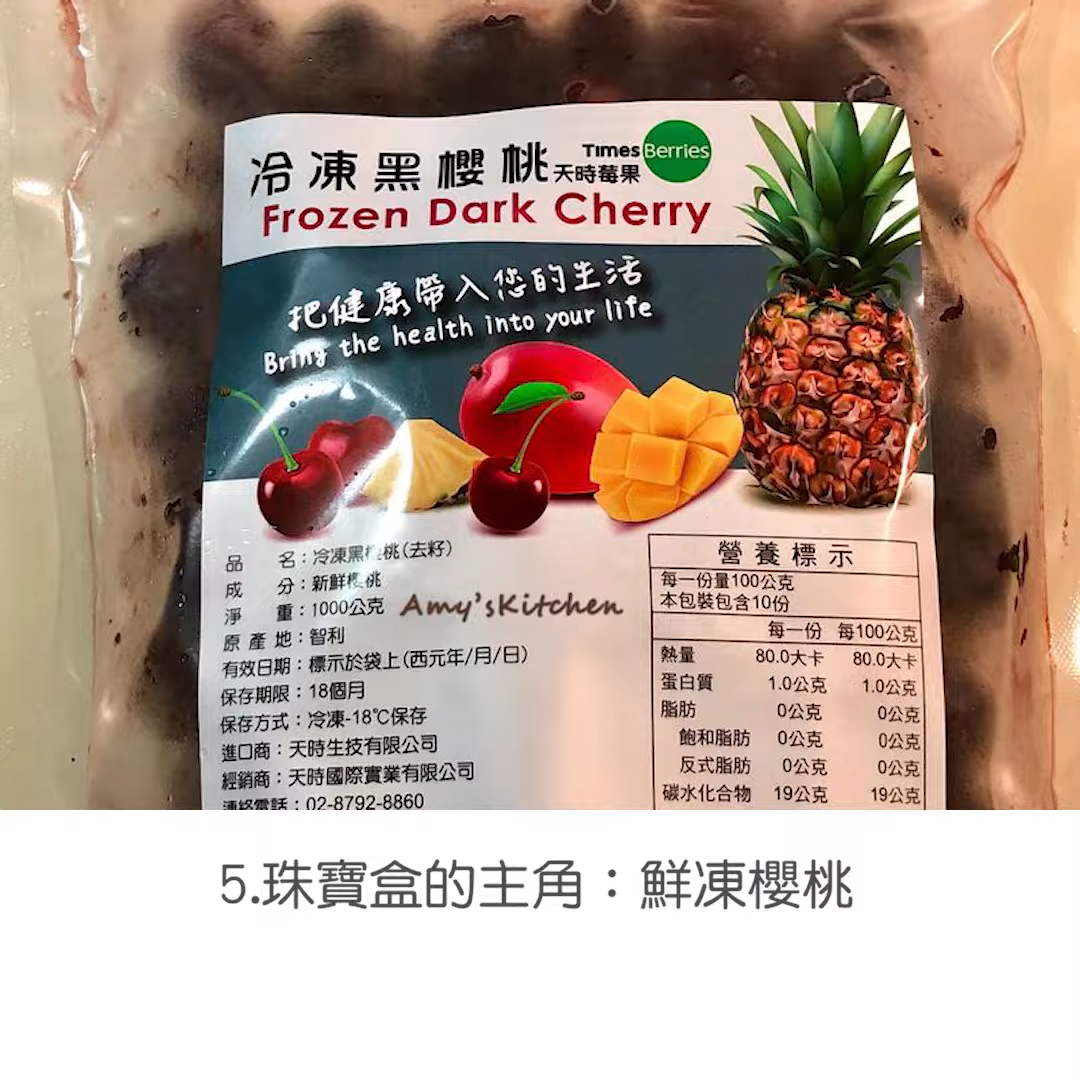 冷凍黑櫻桃
Times Berries
天時莓果
Frozen Dark Cherry
把健康帶入您的生活
Bring the health into your life
品名：冷凍黑櫻桃(去籽)
成分：新鮮櫻桃
淨重：1000公克
Amy'sKitchen
原產地：智利
有效日期：標示於袋上(西元年/月/日)
保存期限：18個月
保存方式：冷凍-18℃保存
進口商：天時生技有限公司
經銷商：天時國際實業有限公司
連絡電話：02-8792-8860
營養標示
每一份量100公克
本包裝包含10份
每一份 每100公克
熱量 80.0大卡 80.0大卡
蛋白質 1.0公克 1.0公克
脂肪 0公克 0公克
飽和脂肪 0公克 0公克
反式脂肪 0公克 0公克
碳水化合物 19公克 19公克
5.珠寶盒的主角：鮮凍櫻桃